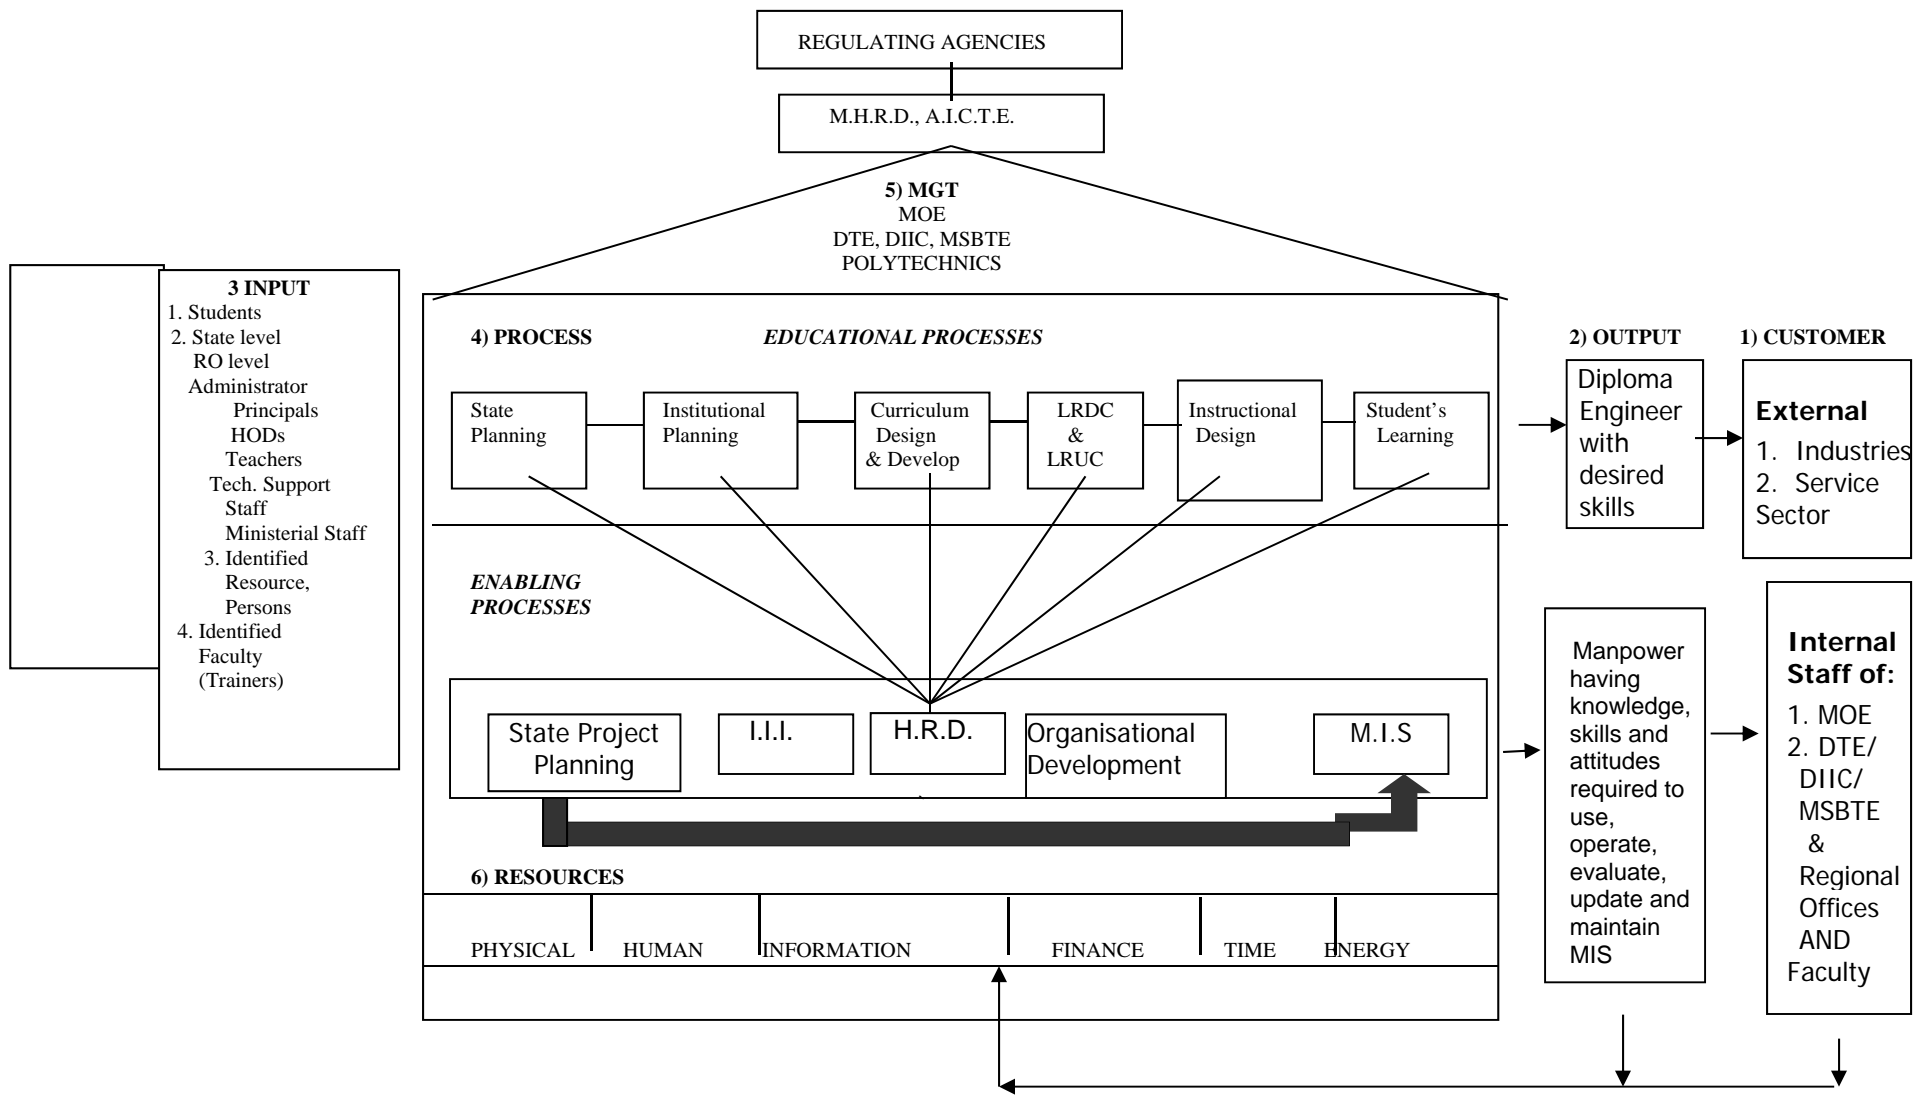 REGULATING AGENCIES
M.H.R.D., A.I.C.T.E.
5) MGT
MOE
DTE, DIIC, MSBTE
POLYTECHNICS
3 INPUT
1. Students
2. State level
RO level
Administrator
Principals
HODs
Teachers
Tech. Support
Staff
Ministerial Staff
3. Identified
Resource,
Persons
4. Identified
Faculty
(Trainers)
4) PROCESS
EDUCATIONAL PROCESSES
State
Planning
Institutional
Planning
Curriculum
Design
& Develop
LRDC
&
LRUC
Instructional
Design
Student’s
Learning
ENABLING
PROCESSES
State Project
Planning
I.I.I.
H.R.D.
Organisational
Development
M.I.S
6) RESOURCES
PHYSICAL
HUMAN
INFORMATION
FINANCE
TIME
ENERGY
2) OUTPUT
Diploma
Engineer
with
desired
skills
Manpower
having
knowledge,
skills and
attitudes
required to
use,
operate,
evaluate,
update and
maintain
MIS
1) CUSTOMER
External
1. Industries
2. Service
Sector
Internal
Staff of:
1. MOE
2. DTE/
DIIC/
MSBTE
&
Regional
Offices
AND
Faculty